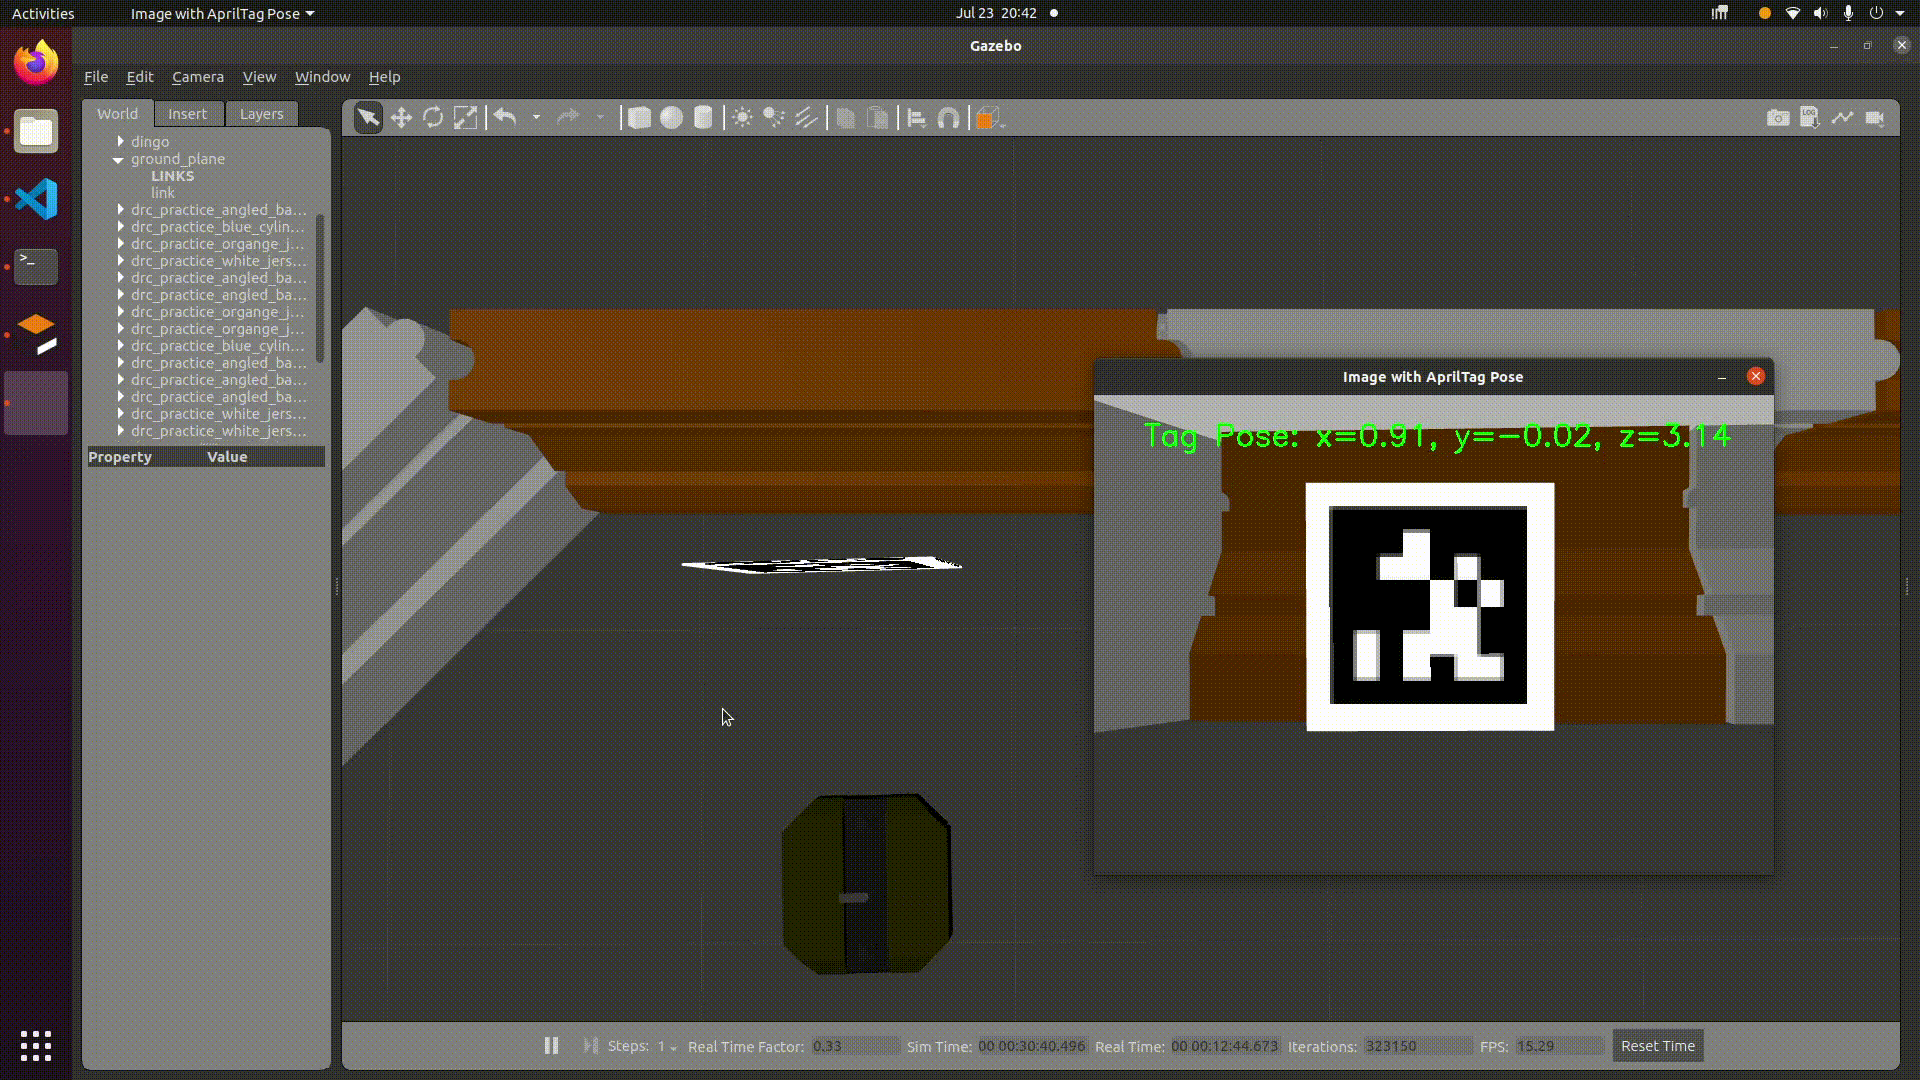 Activities
Image with AprilTag Pose
Jul 23 20:42
Gazebo
File Edit Camera View Window Help
World Insert Layers
dingo
ground_plane
LINKS
link
drc_practice_angled_ba...
drc_practice_blue_cylin...
drc_practice_organge_j...
drc_practice_white_jers...
drc_practice_angled_ba...
drc_practice_angled_ba...
drc_practice_organge_j...
drc_practice_organge_j...
drc_practice_blue_cylin...
drc_practice_angled_ba...
drc_practice_angled_ba...
drc_practice_angled_ba...
drc_practice_white_jers...
drc_practice_white_jers...
Property Value
LOG
Image with AprilTag Pose
Tag Pose: x=0.91, y=-0.02, z=3.14
Steps: 1 Real Time Factor: 0.33 Sim Time: 00 00:30:40.496 Real Time: 00 00:12:44.673 Iterations: 323150 FPS: 15.29 Reset Time